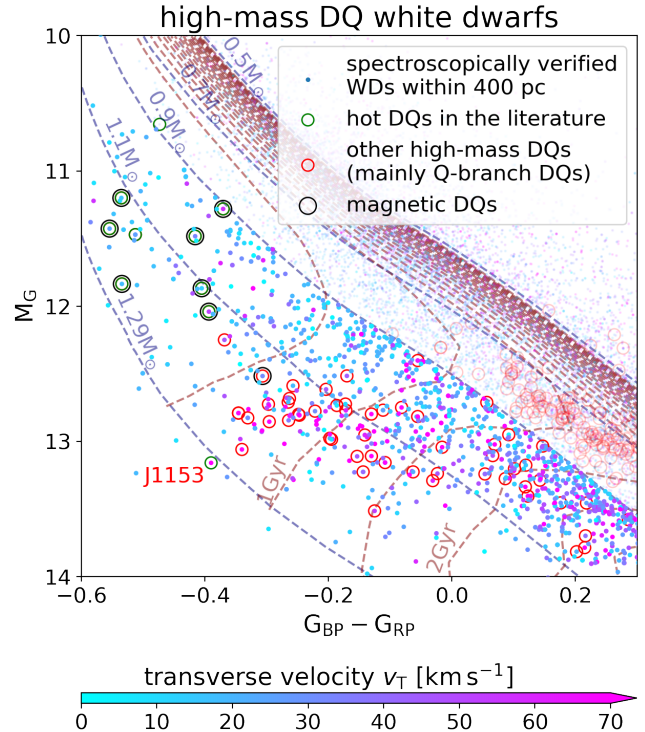 high-mass DQ white dwarfs
10
11
12
13
14
M_G
0.5M⊙
0.7M⊙
0.9M⊙
1.1M⊙
1.29M⊙
spectroscopically verified
WDs within 400 pc
hot DQs in the literature
other high-mass DQs
(mainly Q-branch DQs)
magnetic DQs
J1153
1Gyr
2Gyr
−0.6 −0.4 −0.2 0.0 0.2
G_BP − G_RP
transverse velocity v_T [km s⁻¹]
0 10 20 30 40 50 60 70